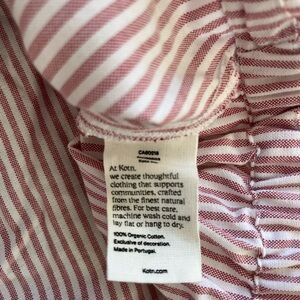 CA60218
At Kotn,
we create thoughtful
clothing that supports
communities, crafted
from the finest natural
fibres. For best care,
machine wash cold and
lay flat or hang to dry.
100% Organic Cotton.
Exclusive of decoration.
Made in Portugal.
Kotn.com